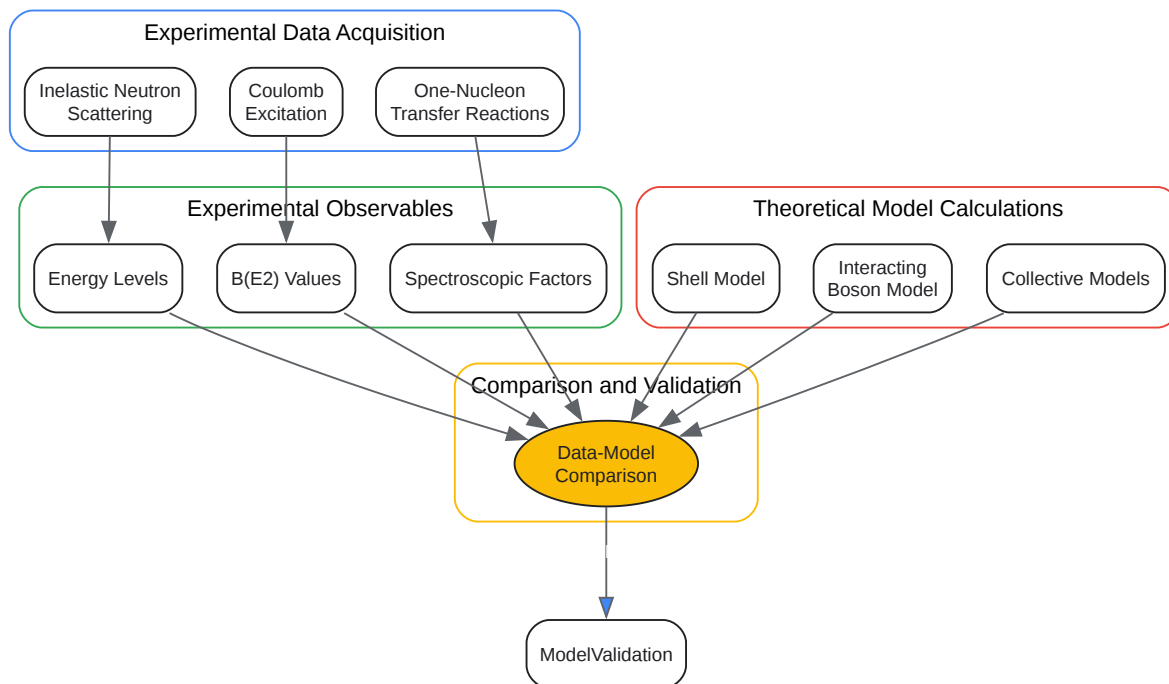 Experimental Data Acquisition
Inelastic Neutron
Scattering
Coulomb
Excitation
One-Nucleon
Transfer Reactions
Experimental Observables
Energy Levels
B(E2) Values
Spectroscopic Factors
Theoretical Model Calculations
Shell Model
Interacting
Boson Model
Collective Models
Comparison and Validation
Data-Model
Comparison
ModelValidation